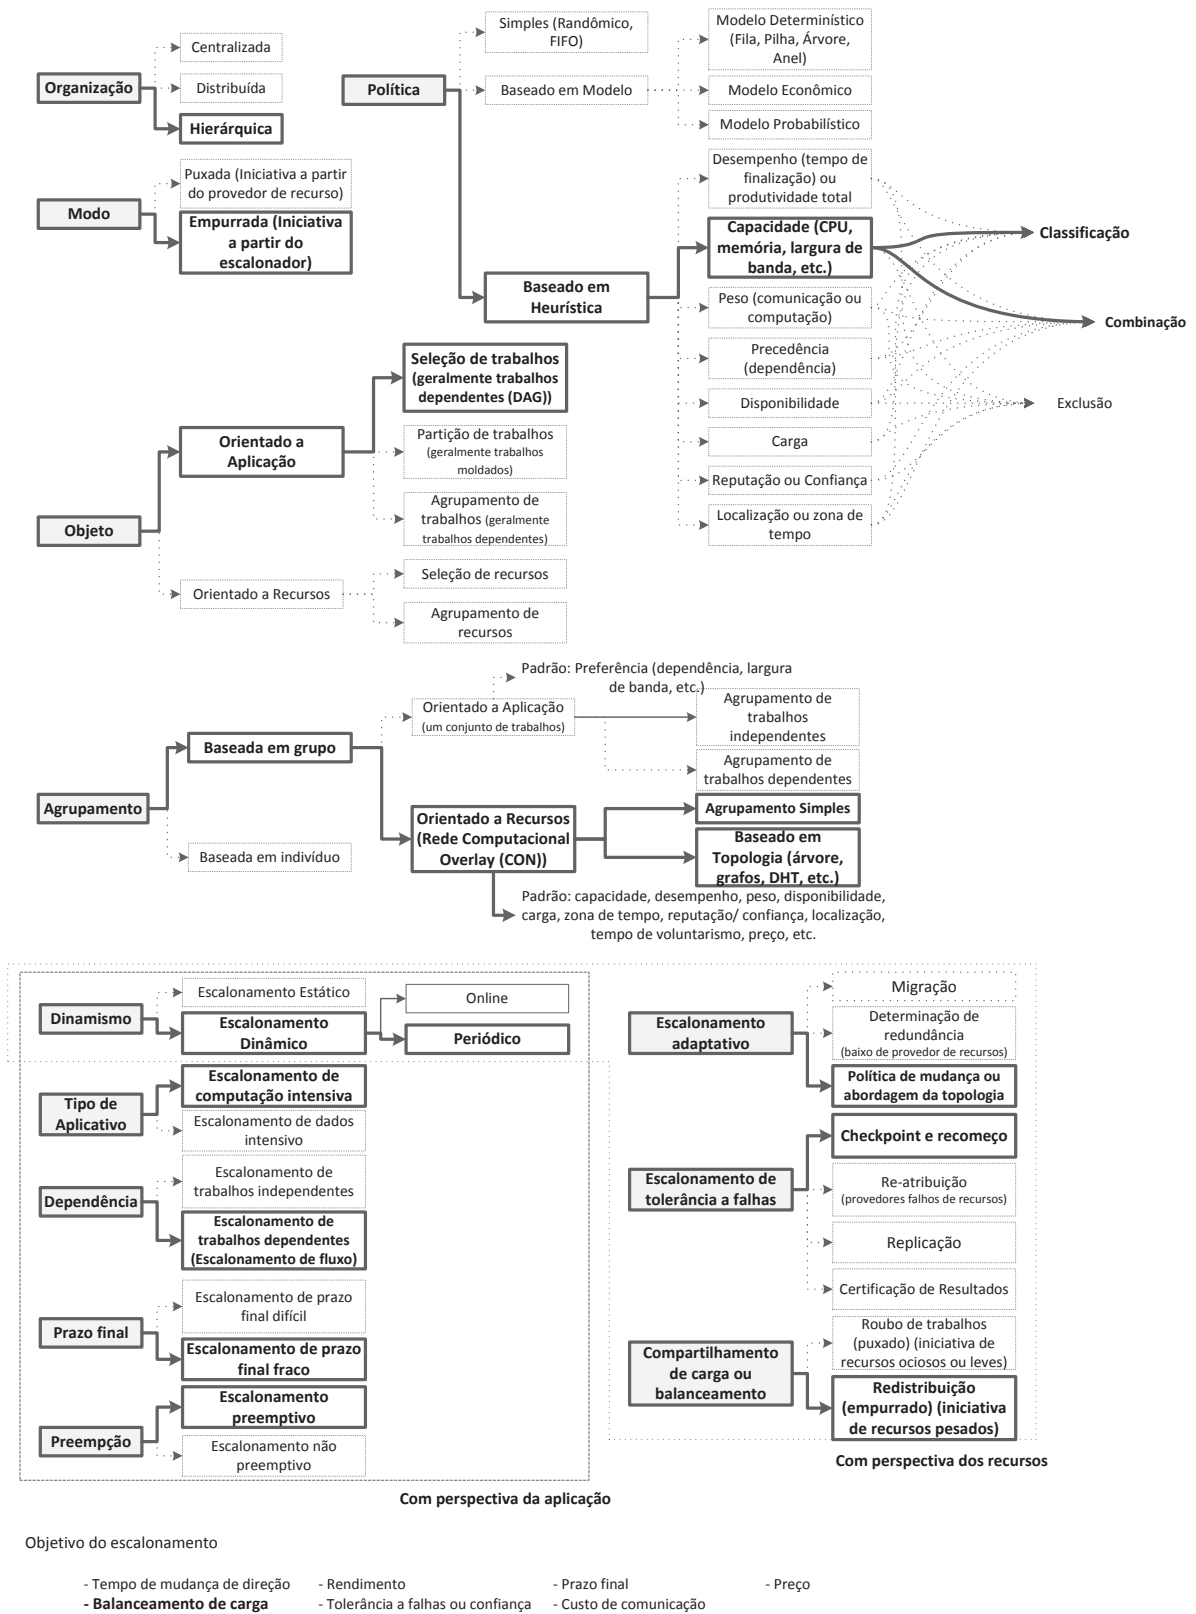 Organização
Centralizada
Distribuída
Hierárquica
Modo
Puxada (Iniciativa a partir
do provedor de recurso)
Empurrada (Iniciativa
a partir do
escalonador)
Política
Simples (Randômico,
FIFO)
Baseado em Modelo
Modelo Determinístico
(Fila, Pilha, Árvore,
Anel)
Modelo Econômico
Modelo Probabilístico
Baseado em
Heurística
Desempenho (tempo de
finalização) ou
produtividade total
Capacidade (CPU,
memória, largura de
banda, etc.)
Peso (comunicação ou
computação)
Precedência
(dependência)
Disponibilidade
Carga
Reputação ou Confiança
Localização ou zona de
tempo
Classificação
Combinação
Exclusão
Objeto
Orientado a
Aplicação
Seleção de trabalhos
(geralmente trabalhos
dependentes (DAG))
Partição de trabalhos
(geralmente trabalhos
moldados)
Agrupamento de
trabalhos (geralmente
trabalhos dependentes)
Orientado a Recursos
Seleção de recursos
Agrupamento de
recursos
Agrupamento
Baseada em grupo
Baseada em indivíduo
Padrão: Preferência (dependência, largura
de banda, etc.)
Orientado a Aplicação
(um conjunto de trabalhos)
Agrupamento de
trabalhos
independentes
Agrupamento de
trabalhos dependentes
Orientado a Recursos
(Rede Computacional
Overlay (CON))
Agrupamento Simples
Baseado em
Topologia (árvore,
grafos, DHT, etc.)
Padrão: capacidade, desempenho, peso, disponibilidade,
carga, zona de tempo, reputação/ confiança, localização,
tempo de voluntarismo, preço, etc.
Dinamismo
Escalonamento Estático
Escalonamento
Dinâmico
Online
Periódico
Tipo de
Aplicativo
Escalonamento de
computação intensiva
Escalonamento de dados
intensivo
Dependência
Escalonamento de
trabalhos independentes
Escalonamento de
trabalhos dependentes
(Escalonamento de fluxo)
Prazo final
Escalonamento de prazo
final difícil
Escalonamento de prazo
final fraco
Preempção
Escalonamento
preemptivo
Escalonamento não
preemptivo
Com perspectiva da aplicação
Escalonamento
adaptativo
Migração
Determinação de
redundância
(baixo de provedor de recursos)
Política de mudança ou
abordagem da topologia
Escalonamento de
tolerância a falhas
Checkpoint e recomeço
Re-atribuição
(provedores falhos de recursos)
Replicação
Certificação de Resultados
Compartilhamento
de carga ou
balanceamento
Roubo de trabalhos
(puxado) (iniciativa de
recursos ociosos ou leves)
Redistribuição
(empurrado) (iniciativa
de recursos pesados)
Com perspectiva dos recursos
Objetivo do escalonamento
- Tempo de mudança de direção - Rendimento - Prazo final - Preço
- Balanceamento de carga - Tolerância a falhas ou confiança - Custo de comunicação